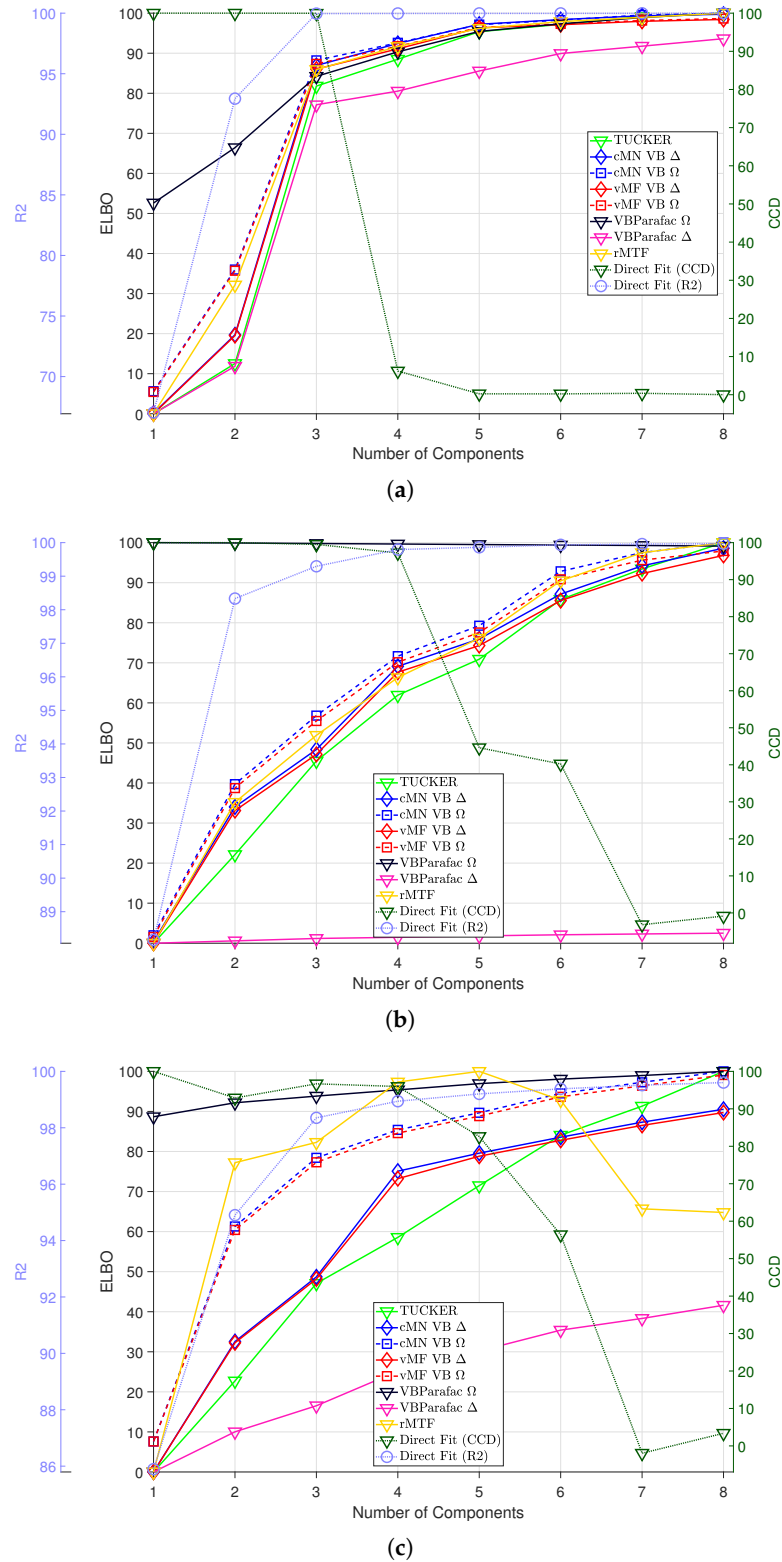 100
95
90
85
80
75
70
R2
100
90
80
70
60
50
40
30
20
10
0
ELBO
TUCKER
cMN VB Δ
cMN VB Ω
vMF VB Δ
vMF VB Ω
VBParafac Ω
VBParafac Δ
rMTF
Direct Fit (CCD)
Direct Fit (R2)
100
90
80
70
60
50
40
30
20
10
0
CCD
1 2 3 4 5 6 7 8
Number of Components
(a)
100
98
96
94
93
92
91
90
88
R2
100
90
80
70
60
50
40
30
20
10
0
ELBO
TUCKER
cMN VB Δ
cMN VB Ω
vMF VB Δ
vMF VB Ω
VBParafac Ω
VBParafac Δ
rMTF
Direct Fit (CCD)
Direct Fit (R2)
100
90
80
70
60
50
40
30
20
10
0
CCD
1 2 3 4 5 6 7 8
Number of Components
(b)
100
98
96
94
92
90
88
86
R2
100
90
80
70
60
50
40
30
20
10
0
ELBO
TUCKER
cMN VB Δ
cMN VB Ω
vMF VB Δ
vMF VB Ω
VBParafac Ω
VBParafac Δ
rMTF
Direct Fit (CCD)
Direct Fit (R2)
100
90
80
70
60
50
40
30
20
10
0
CCD
1 2 3 4 5 6 7 8
Number of Components
(c)